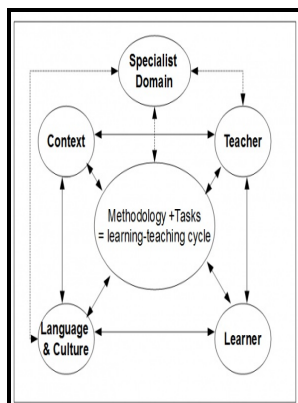 Specialist
Domain
Context
Teacher
Methodology +Tasks
= learning-teaching cycle
Language
& Culture
Learner